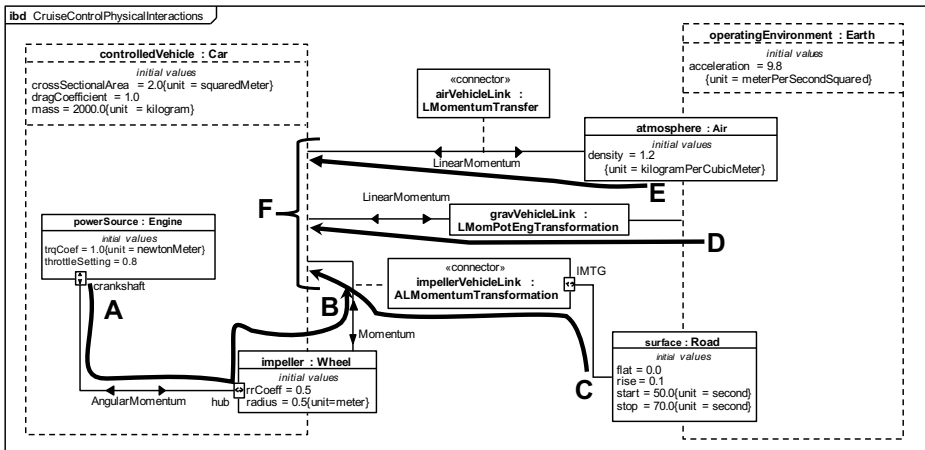 ibd CruiseControlPhysicalInteractions
controlledVehicle : Car
initial values
crossSectionalArea = 2.0{unit = squaredMeter}
dragCoefficient = 1.0
mass = 2000.0{unit = kilogram}
operatingEnvironment : Earth
initial values
acceleration = 9.8
{unit = meterPerSecondSquared}
«connector»
airVehicleLink :
LMomentumTransfer
atmosphere : Air
initial values
density = 1.2
{unit = kilogramPerCubicMeter}
LinearMomentum
E
F
LinearMomentum
gravVehicleLink :
LMomPotEngTransformation
D
powerSource : Engine
initial values
trqCoef = 1.0{unit = newtonMeter}
throttleSetting = 0.8
crankshaft
A
«connector»
impellerVehicleLink :
ALMomentumTransformation
IMTG
B
Momentum
impeller : Wheel
initial values
rrCoeff = 0.5
radius = 0.5{unit=meter}
AngularMomentum
hub
C
surface : Road
initial values
flat = 0.0
rise = 0.1
start = 50.0{unit = second}
stop = 70.0{unit = second}